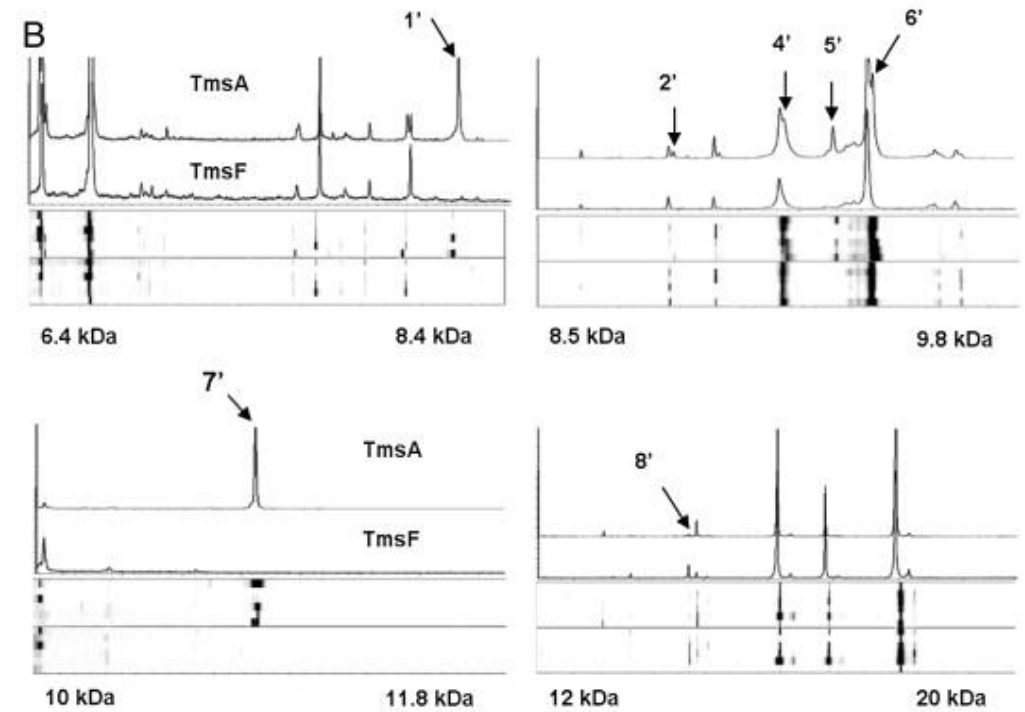 B
1'
TmsA
TmsF
6.4 kDa 8.4 kDa
2'
4'
5'
6'
8.5 kDa 9.8 kDa
7'
TmsA
TmsF
10 kDa 11.8 kDa
8'
12 kDa 20 kDa